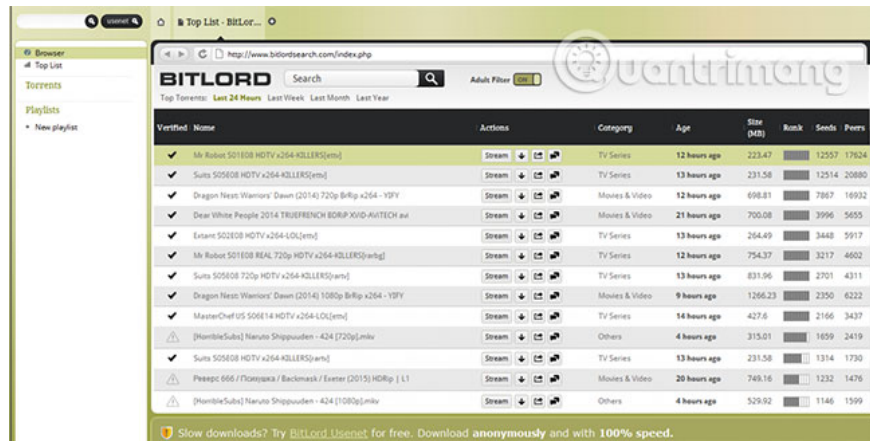 usenet
Top List - BitLor...
Browser
Top List
Torrents
Playlists
New playlist
http://www.bitlordsearch.com/index.php
Quantrimang
BITLORD Search Adult Filter ON
Top Torrents: Last 24 Hours Last Week Last Month Last Year
Verified Name Actions Category Age Size (MB) Rank Seeds Peers
Mr Robot S01E08 HDTV x264-KILLERS[ettv] Stream TV Series 12 hours ago 223.47 12557 17624
Suits S05E08 HDTV x264-KILLERS[ettv] Stream TV Series 13 hours ago 231.58 12514 20880
Dragon Nest: Warriors' Dawn (2014) 720p BrRip x264 - YIFY Stream Movies & Video 12 hours ago 698.81 7867 16932
Dear White People 2014 TRUEFRENCH BDRiP XViD-AViTECH avi Stream Movies & Video 21 hours ago 700.08 3996 5655
Extant S02E08 HDTV x264-LOL[ettv] Stream TV Series 13 hours ago 264.49 3448 5917
Mr Robot S01E08 REAL 720p HDTV x264-KILLERS[rarbg] Stream TV Series 12 hours ago 754.37 3217 4602
Suits S05E08 720p HDTV x264-KILLERS[rartv] Stream TV Series 13 hours ago 831.96 2701 4311
Dragon Nest: Warriors' Dawn (2014) 1080p BrRip x264 - YIFY Stream Movies & Video 9 hours ago 1266.23 2350 6222
MasterChef US S06E14 HDTV x264-LOL[ettv] Stream TV Series 14 hours ago 427.6 2166 3437
[HorribleSubs] Naruto Shippuuden - 424 [720p].mkv Stream Others 4 hours ago 315.01 1659 2419
Suits S05E08 HDTV x264-KILLERS[rartv] Stream TV Series 13 hours ago 231.58 1314 1730
Реверс 666 / Психушка / Backmask / Exeter (2015) HDRip | L1 Stream Movies & Video 20 hours ago 749.16 1232 1476
[HorribleSubs] Naruto Shippuuden - 424 [1080p].mkv Stream Others 4 hours ago 529.92 1146 1599
Slow downloads? Try BitLord Usenet for free. Download anonymously and with 100% speed.